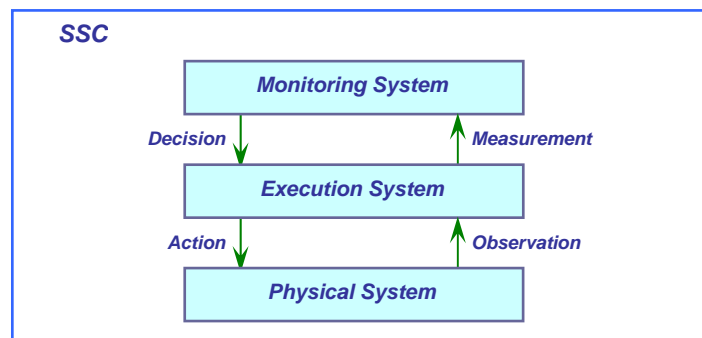 SSC
Monitoring System
Decision
Measurement
Execution System
Action
Observation
Physical System